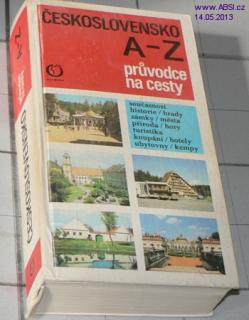 www.ABSi.cz
14.05.2013
ČESKOSLOVENSKO
A–Z
průvodce
na cesty
současnost
historie / hrady
zámky / města
příroda / hory
turistika
koupání / hotely
ubytovny / kempy
A–Z
ČESKOSLOVENSKO